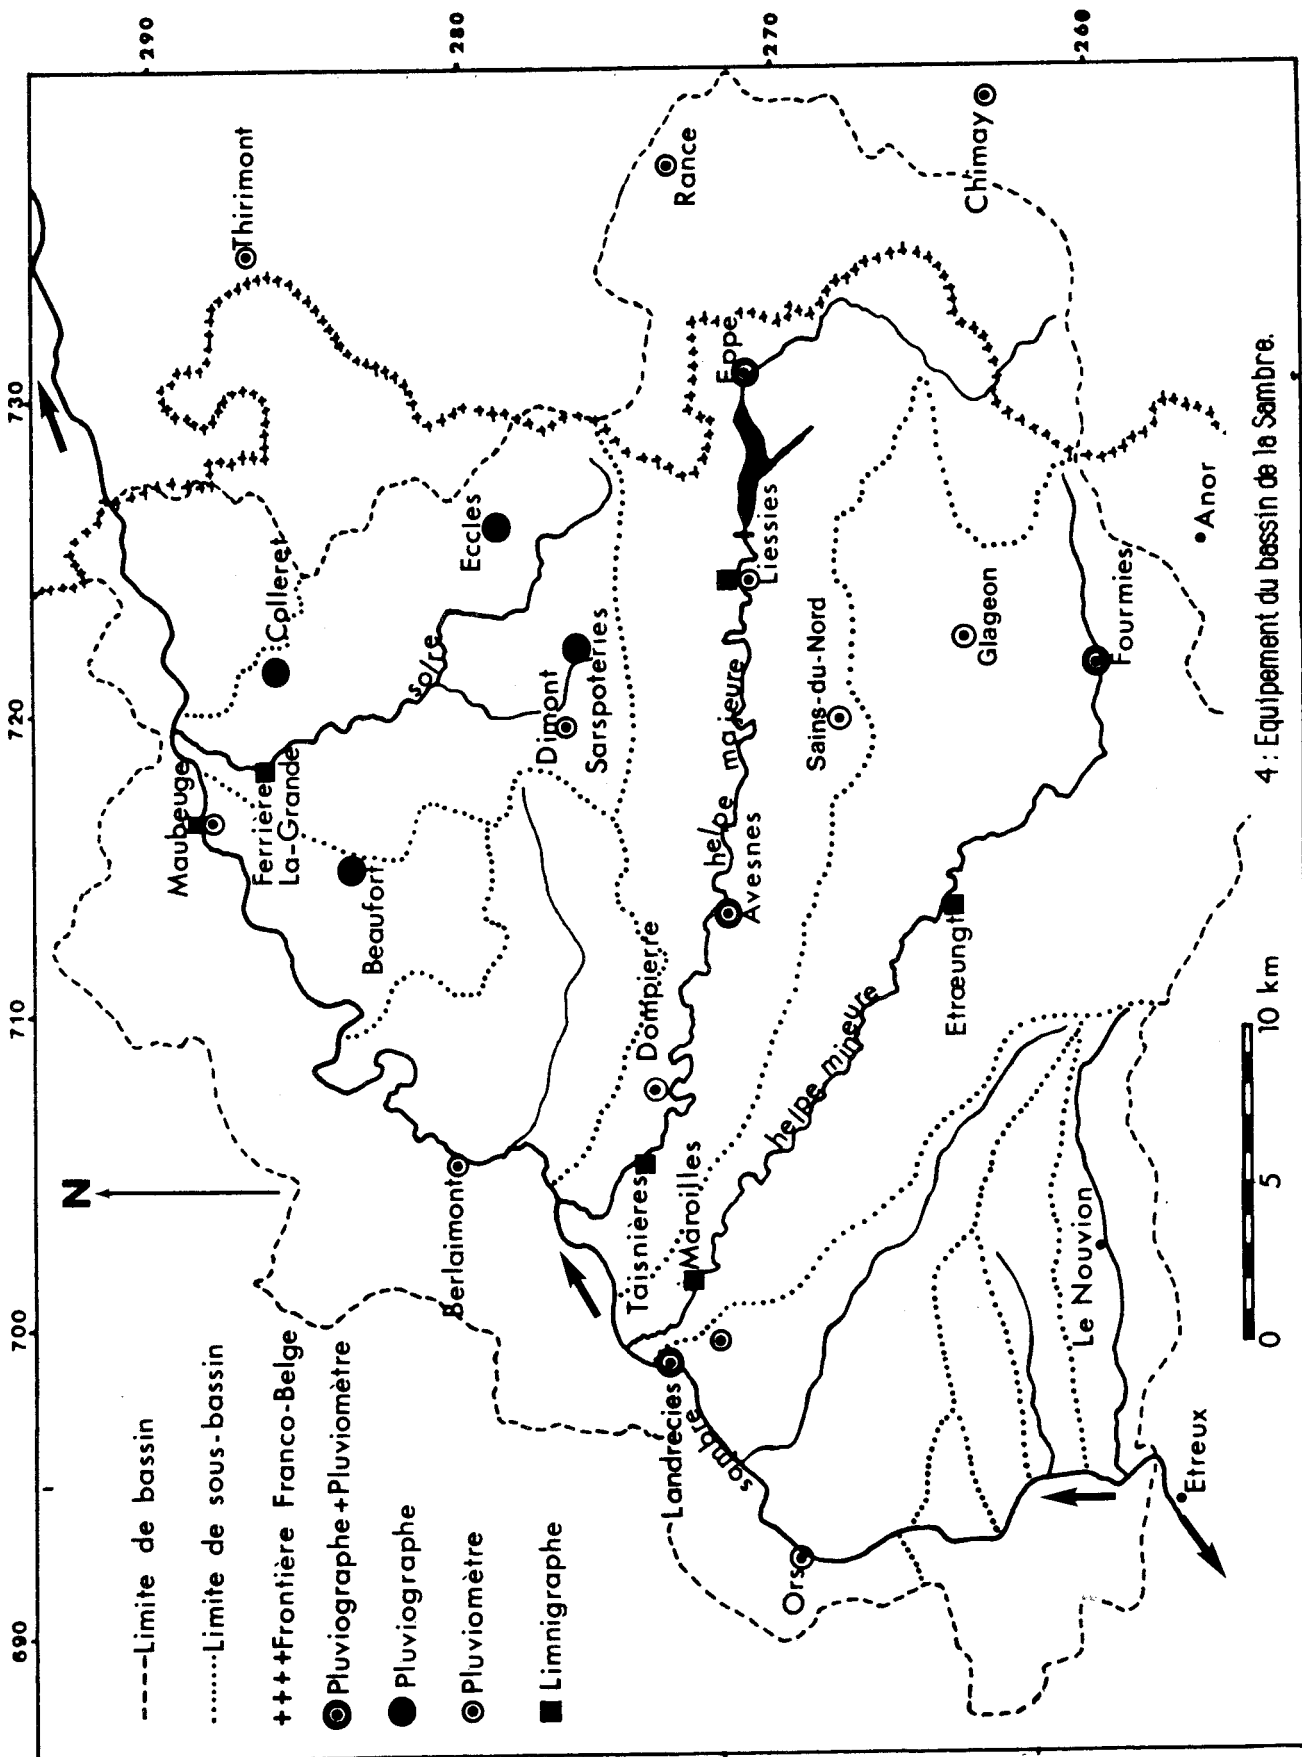 690
700
710
720
730
290
280
270
260
N
----Limite de bassin
........Limite de sous-bassin
++++Frontière Franco-Belge
Pluviographe+Pluviomètre
Pluviographe
Pluviomètre
Limnigraphe
Thirimont
Maubeuge
Colleret
Ferrière
La-Grande
Beaufort
Eccles
solre
Dimont
Sarspoteries
Berlaimont
Rance
Eppe
Liessies
helpe majeure
Avesnes
Dompierre
Taisnières
Maroilles
Landrecies
sambre
Ors
Sains-du-Nord
Glageon
Chimay
Fourmies
Anor
Etrœungt
helpe mineure
Le Nouvion
Etreux
0 5 10 km
4 : Equipement du bassin de la Sambre.